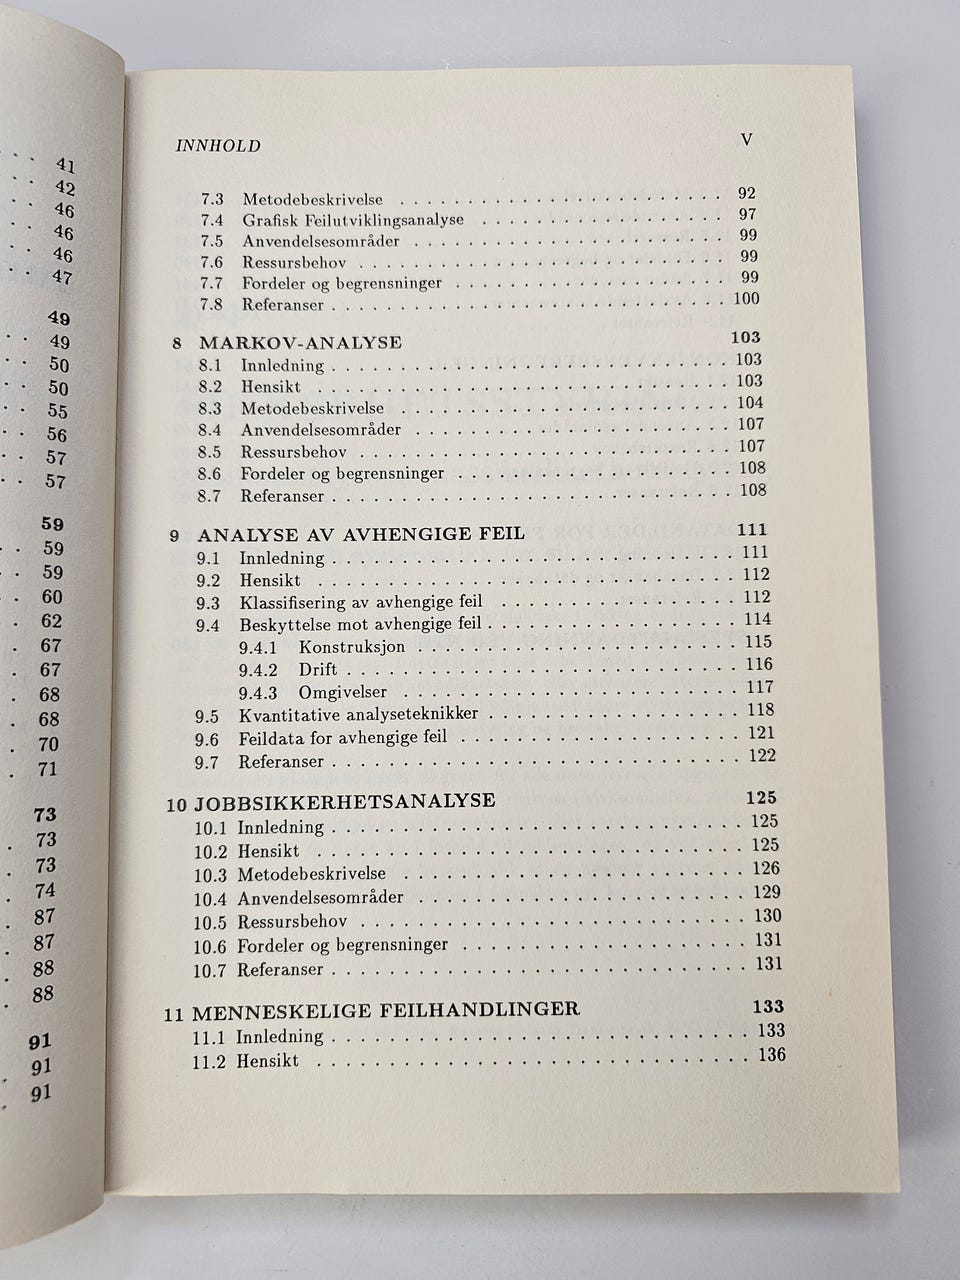 41
42
46
46
46
47
49
49
50
50
55
56
57
57
59
59
59
60
62
67
67
68
68
70
71
73
73
73
74
87
87
88
88
91
91
91
INNHOLD V
7.3 Metodebeskrivelse . . . . . . . . . . . . . . . . . . . . . . . . 92
7.4 Grafisk Feilutviklingsanalyse . . . . . . . . . . . . . . . . . . 97
7.5 Anvendelsesområder . . . . . . . . . . . . . . . . . . . . . . . 99
7.6 Ressursbehov . . . . . . . . . . . . . . . . . . . . . . . . . . . 99
7.7 Fordeler og begrensninger . . . . . . . . . . . . . . . . . . . . 99
7.8 Referanser . . . . . . . . . . . . . . . . . . . . . . . . . . . . 100
8 MARKOV-ANALYSE 103
8.1 Innledning . . . . . . . . . . . . . . . . . . . . . . . . . . . . 103
8.2 Hensikt . . . . . . . . . . . . . . . . . . . . . . . . . . . . . 103
8.3 Metodebeskrivelse . . . . . . . . . . . . . . . . . . . . . . . . 104
8.4 Anvendelsesområder . . . . . . . . . . . . . . . . . . . . . . . 107
8.5 Ressursbehov . . . . . . . . . . . . . . . . . . . . . . . . . . . 107
8.6 Fordeler og begrensninger . . . . . . . . . . . . . . . . . . . . 108
8.7 Referanser . . . . . . . . . . . . . . . . . . . . . . . . . . . . 108
9 ANALYSE AV AVHENGIGE FEIL 111
9.1 Innledning . . . . . . . . . . . . . . . . . . . . . . . . . . . . 111
9.2 Hensikt . . . . . . . . . . . . . . . . . . . . . . . . . . . . . 112
9.3 Klassifisering av avhengige feil . . . . . . . . . . . . . . . . . 112
9.4 Beskyttelse mot avhengige feil . . . . . . . . . . . . . . . . . . 114
9.4.1 Konstruksjon . . . . . . . . . . . . . . . . . . . . . . . 115
9.4.2 Drift . . . . . . . . . . . . . . . . . . . . . . . . . . . 116
9.4.3 Omgivelser . . . . . . . . . . . . . . . . . . . . . . . . 117
9.5 Kvantitative analyseteknikker . . . . . . . . . . . . . . . . . . 118
9.6 Feildata for avhengige feil . . . . . . . . . . . . . . . . . . . 121
9.7 Referanser . . . . . . . . . . . . . . . . . . . . . . . . . . . . 122
10 JOBBSIKKERHETSANALYSE 125
10.1 Innledning . . . . . . . . . . . . . . . . . . . . . . . . . . . . 125
10.2 Hensikt . . . . . . . . . . . . . . . . . . . . . . . . . . . . . 125
10.3 Metodebeskrivelse . . . . . . . . . . . . . . . . . . . . . . . . 126
10.4 Anvendelsesområder . . . . . . . . . . . . . . . . . . . . . . . 129
10.5 Ressursbehov . . . . . . . . . . . . . . . . . . . . . . . . . . . 130
10.6 Fordeler og begrensninger . . . . . . . . . . . . . . . . . . . . 131
10.7 Referanser . . . . . . . . . . . . . . . . . . . . . . . . . . . . 131
11 MENNESKELIGE FEILHANDLINGER 133
11.1 Innledning . . . . . . . . . . . . . . . . . . . . . . . . . . . . 133
11.2 Hensikt . . . . . . . . . . . . . . . . . . . . . . . . . . . . . 136